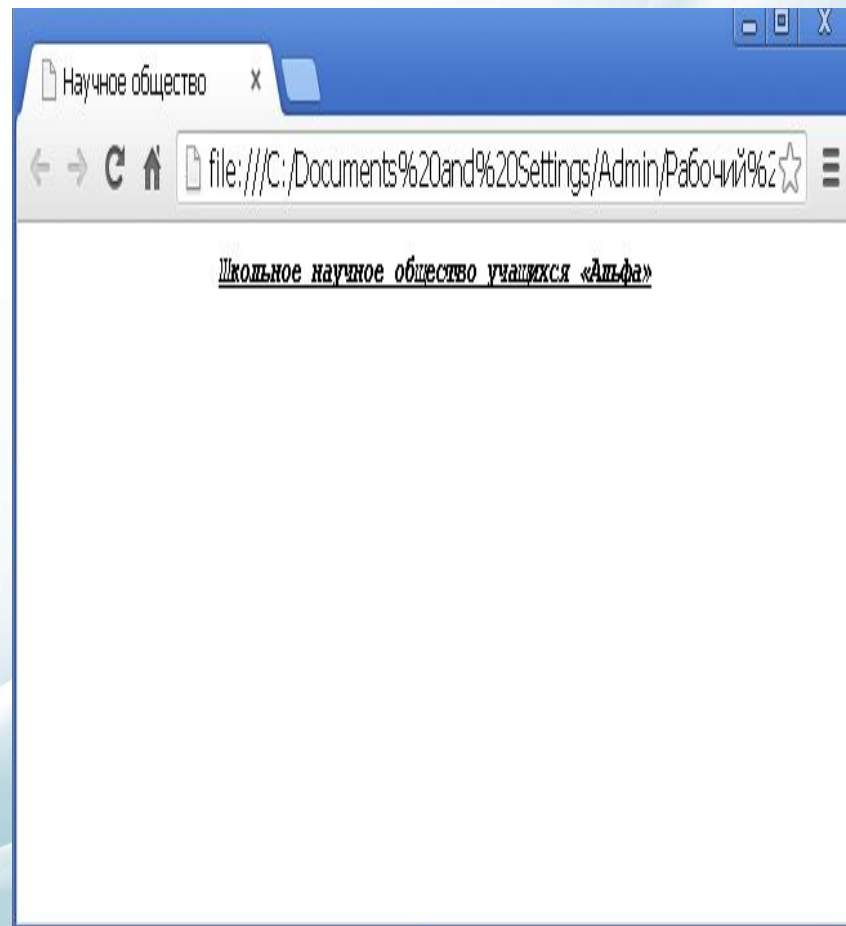 Научное общество
file:///C:/Documents%20and%20Settings/Admin/Рабочий%2
Школьное научное общество учащихся «Альфа»